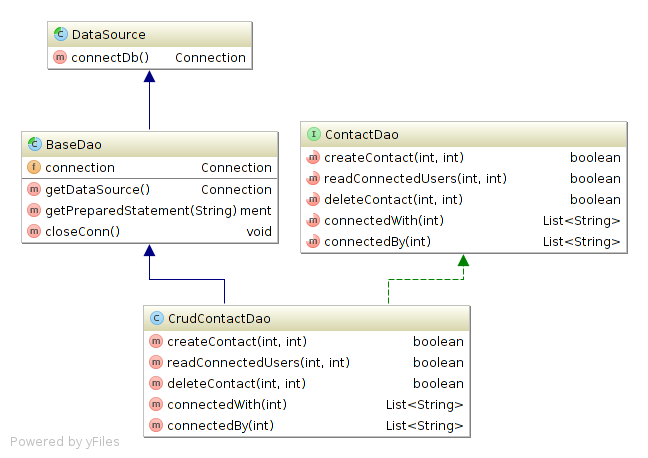 DataSource
connectDb() Connection
BaseDao
connection Connection
getDataSource() Connection
getPreparedStatement(String) ment
closeConn() void
ContactDao
createContact(int, int) boolean
readConnectedUsers(int, int) boolean
deleteContact(int, int) boolean
connectedWith(int) List<String>
connectedBy(int) List<String>
CrudContactDao
createContact(int, int) boolean
readConnectedUsers(int, int) boolean
deleteContact(int, int) boolean
connectedWith(int) List<String>
connectedBy(int) List<String>
Powered by yFiles